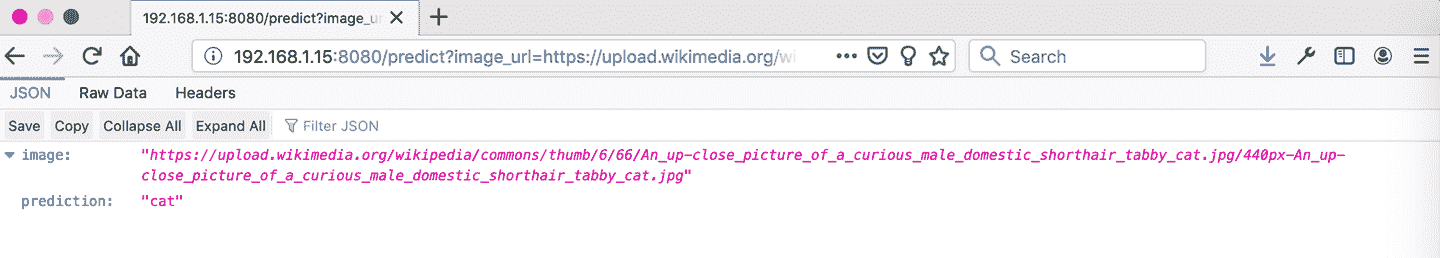 192.168.1.15:8080/predict?image_ur
192.168.1.15:8080/predict?image_url=https://upload.wikimedia.org/wi
Search
JSON Raw Data Headers
Save Copy Collapse All Expand All Filter JSON
image: "https://upload.wikimedia.org/wikipedia/commons/thumb/6/66/An_up-close_picture_of_a_curious_male_domestic_shorthair_tabby_cat.jpg/440px-An_up-
close_picture_of_a_curious_male_domestic_shorthair_tabby_cat.jpg"
prediction: "cat"